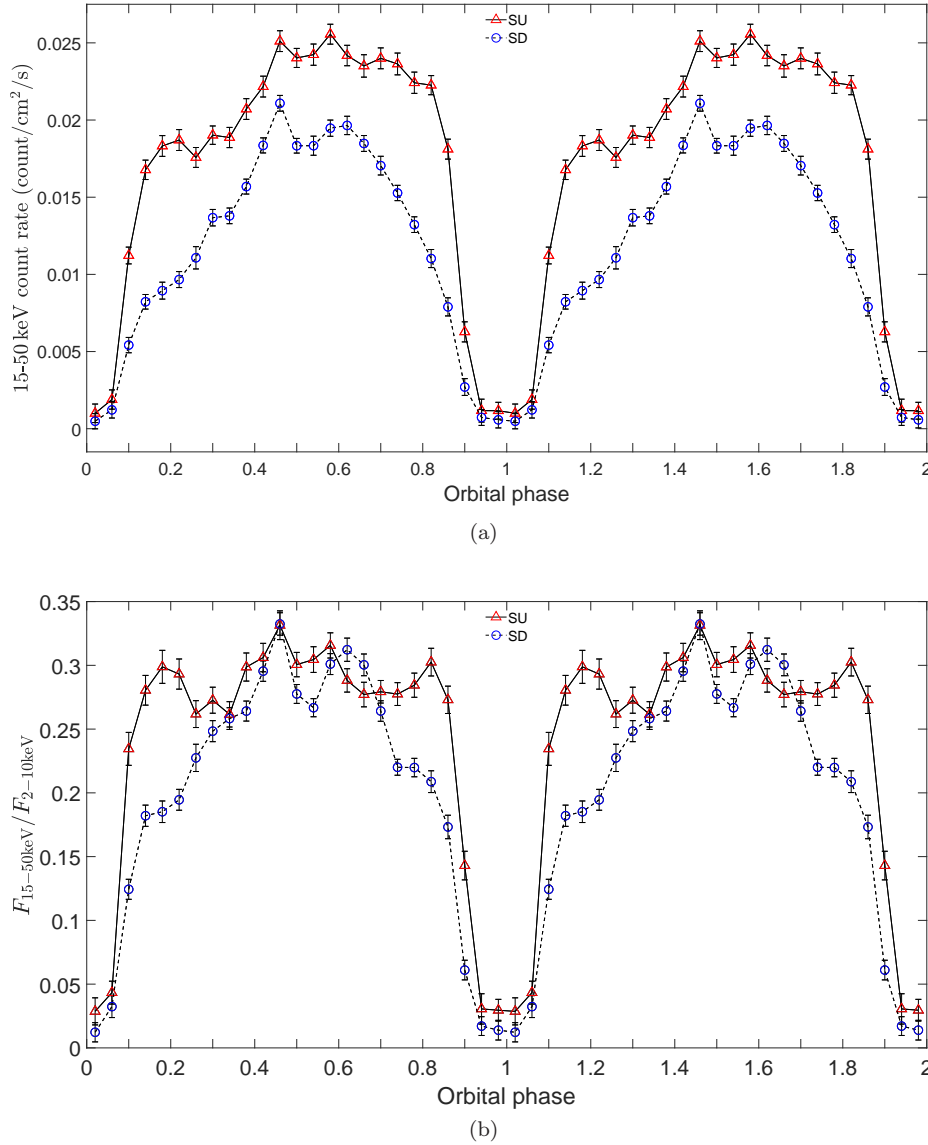 SU
SD
0.025
0.02
0.015
0.01
0.005
0
15-50 keV count rate (count/cm²/s)
0 0.2 0.4 0.6 0.8 1 1.2 1.4 1.6 1.8 2
Orbital phase
(a)
SU
SD
0.35
0.3
0.25
0.2
0.15
0.1
0.05
0
F15−50keV/F2−10keV
0 0.2 0.4 0.6 0.8 1 1.2 1.4 1.6 1.8 2
Orbital phase
(b)